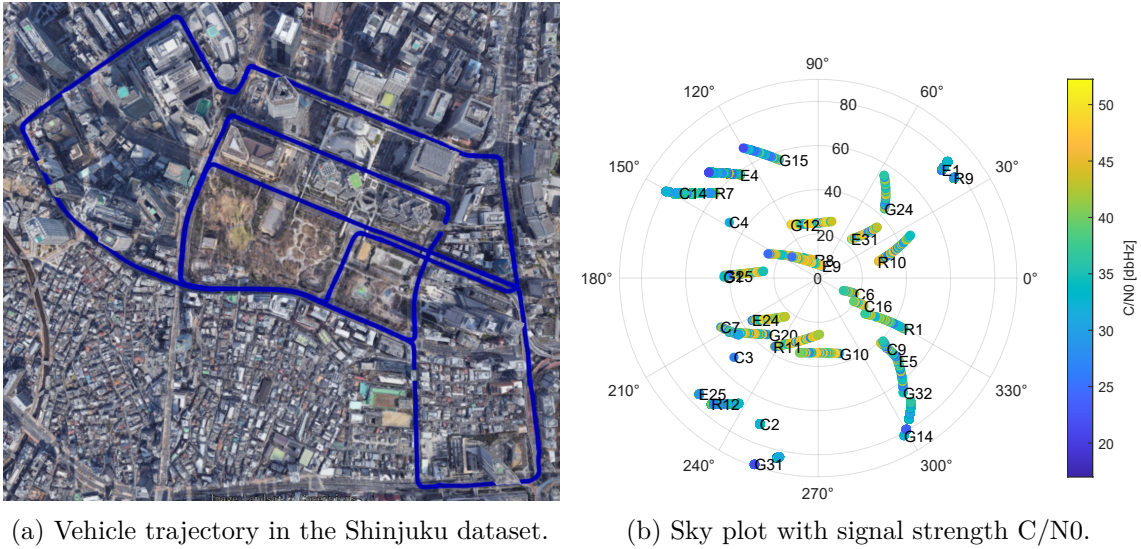 90°
120°
60°
80
60
150°
30°
40
20
180°
0
0°
210°
330°
240°
300°
270°
G15
E4
C14
R7
C4
G12
E1
R9
G24
E31
R10
R8
E9
C6
C16
R1
E24
C7
G20
R11
G10
C3
C9
E5
G32
G14
E25
R12
C2
G31
50
45
40
35
30
25
20
C/N0 [dbHz]
(a) Vehicle trajectory in the Shinjuku dataset.
(b) Sky plot with signal strength C/N0.